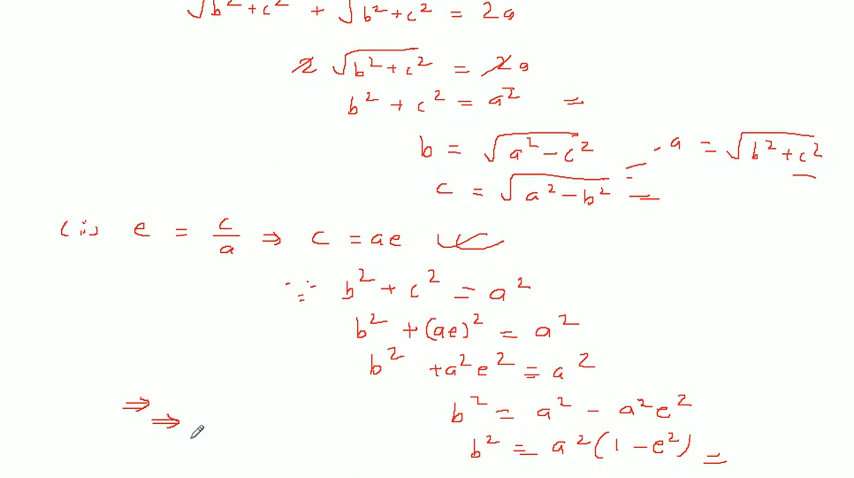 √b²+c² + √b²+c² = 2a
2 √b²+c² = 2a
b² + c² = a² =
b = √a²-c²
a = √b²+c²
c = √a²-b²
(ii) e = c/a ⇒ c = ae
∵ b² + c² = a²
b² + (ae)² = a²
b² + a²e² = a²
⇒ b² = a² - a²e²
⇒ b² = a²(1-e²) =